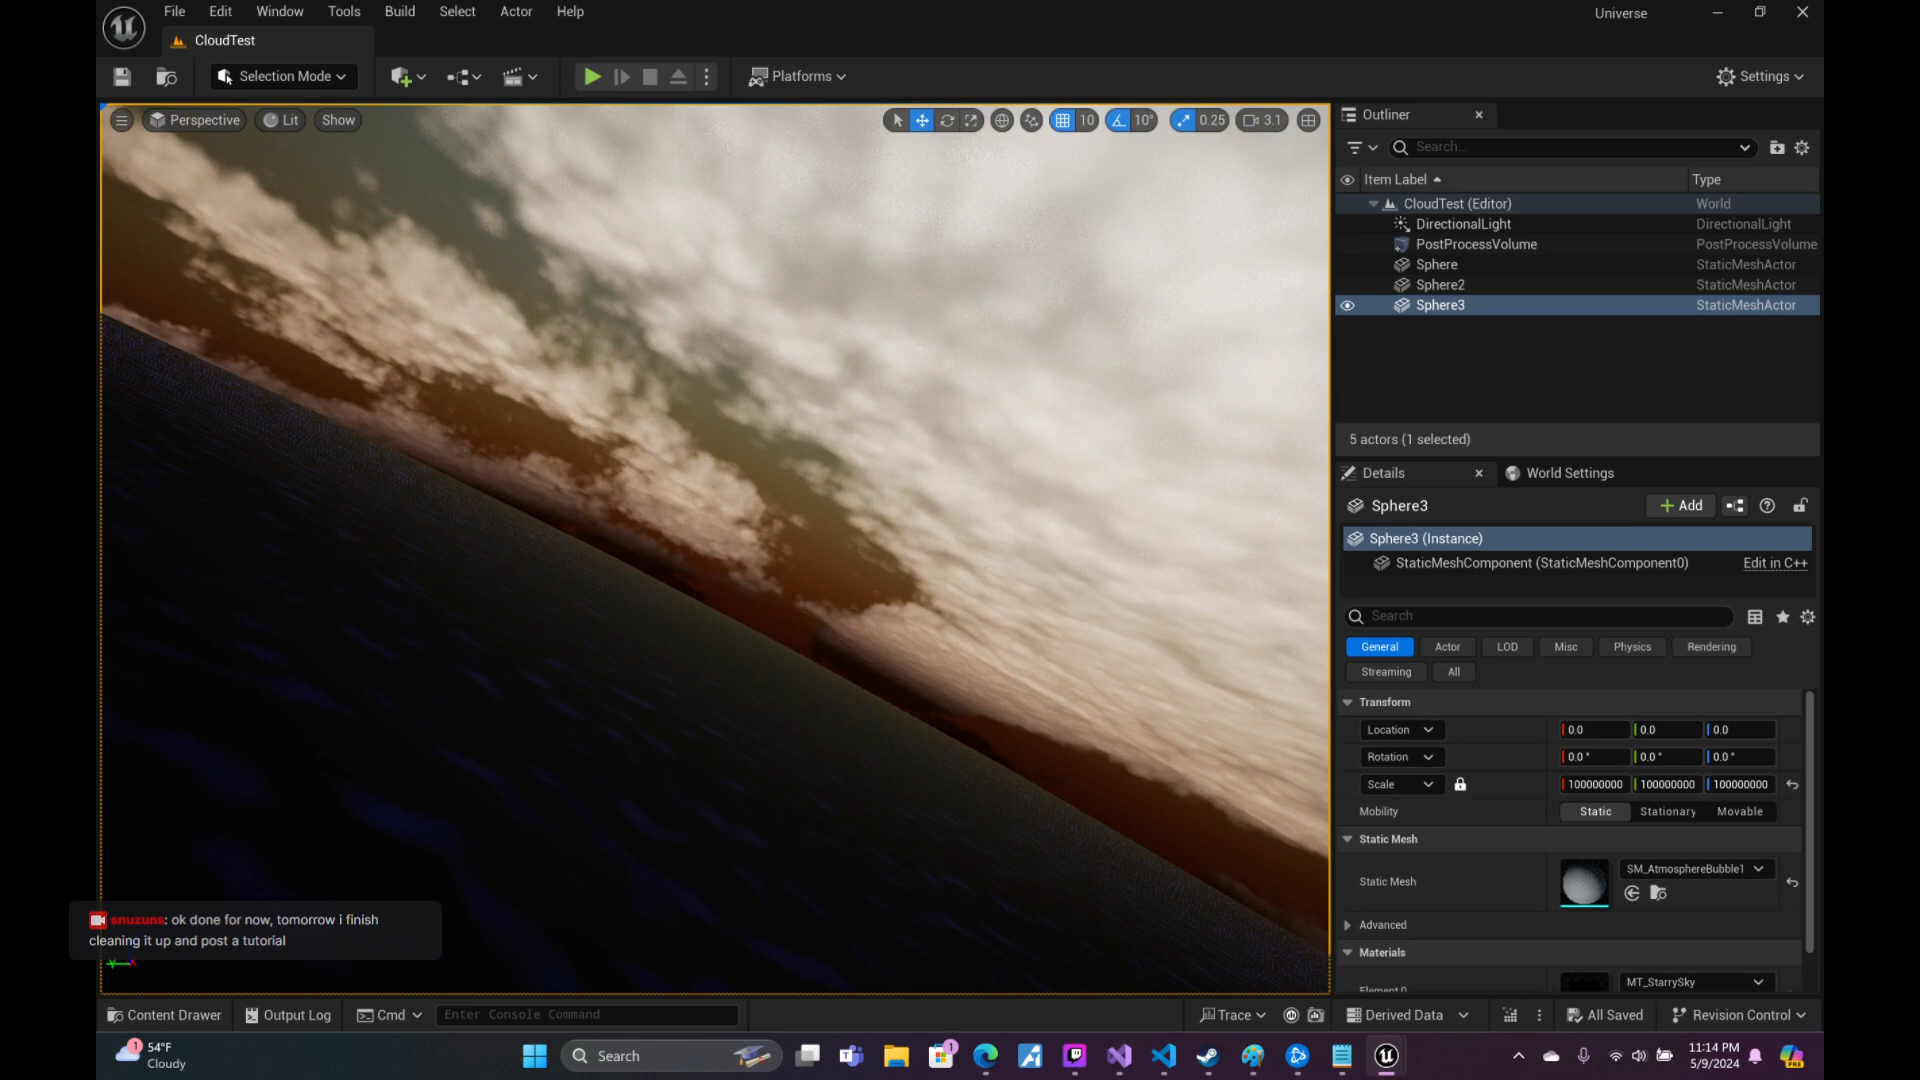 File Edit Window Tools Build Select Actor Help
Universe
CloudTest
Selection Mode
Platforms
Settings
Perspective Lit Show
10 10° 0.25 3.1
Outliner
Search...
Item Label Type
CloudTest (Editor) World
DirectionalLight DirectionalLight
PostProcessVolume PostProcessVolume
Sphere StaticMeshActor
Sphere2 StaticMeshActor
Sphere3 StaticMeshActor
5 actors (1 selected)
Details World Settings
Sphere3 Add
Sphere3 (Instance)
StaticMeshComponent (StaticMeshComponent0) Edit in C++
Search
General Actor LOD Misc Physics Rendering
Streaming All
Transform
Location 0.0 0.0 0.0
Rotation 0.0 ° 0.0 ° 0.0 °
Scale 100000000 100000000 100000000
Mobility Static Stationary Movable
Static Mesh
Static Mesh SM_AtmosphereBubble1
Advanced
Materials
Element 0 MT_StarrySky
snuzuns: ok done for now, tomorrow i finish
cleaning it up and post a tutorial
Content Drawer Output Log Cmd Enter Console Command Trace Derived Data All Saved Revision Control
1 54°F
Cloudy
Search
1
11:14 PM
5/9/2024
PRE